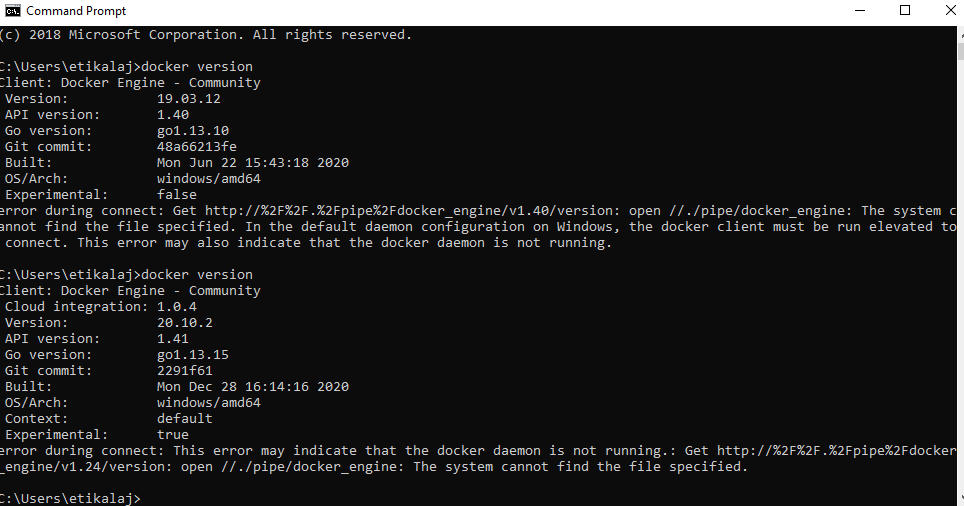 Command Prompt
(c) 2018 Microsoft Corporation. All rights reserved.
C:\Users\etikalaj>docker version
Client: Docker Engine - Community
Version: 19.03.12
API version: 1.40
Go version: go1.13.10
Git commit: 48a66213fe
Built: Mon Jun 22 15:43:18 2020
OS/Arch: windows/amd64
Experimental: false
error during connect: Get http://%2F%2F.%2Fpipe%2Fdocker_engine/v1.40/version: open //./pipe/docker_engine: The system c
annot find the file specified. In the default daemon configuration on Windows, the docker client must be run elevated to
connect. This error may also indicate that the docker daemon is not running.
C:\Users\etikalaj>docker version
Client: Docker Engine - Community
Cloud integration: 1.0.4
Version: 20.10.2
API version: 1.41
Go version: go1.13.15
Git commit: 2291f61
Built: Mon Dec 28 16:14:16 2020
OS/Arch: windows/amd64
Context: default
Experimental: true
error during connect: This error may indicate that the docker daemon is not running.: Get http://%2F%2F.%2Fpipe%2Fdocker
_engine/v1.24/version: open //./pipe/docker_engine: The system cannot find the file specified.
C:\Users\etikalaj>